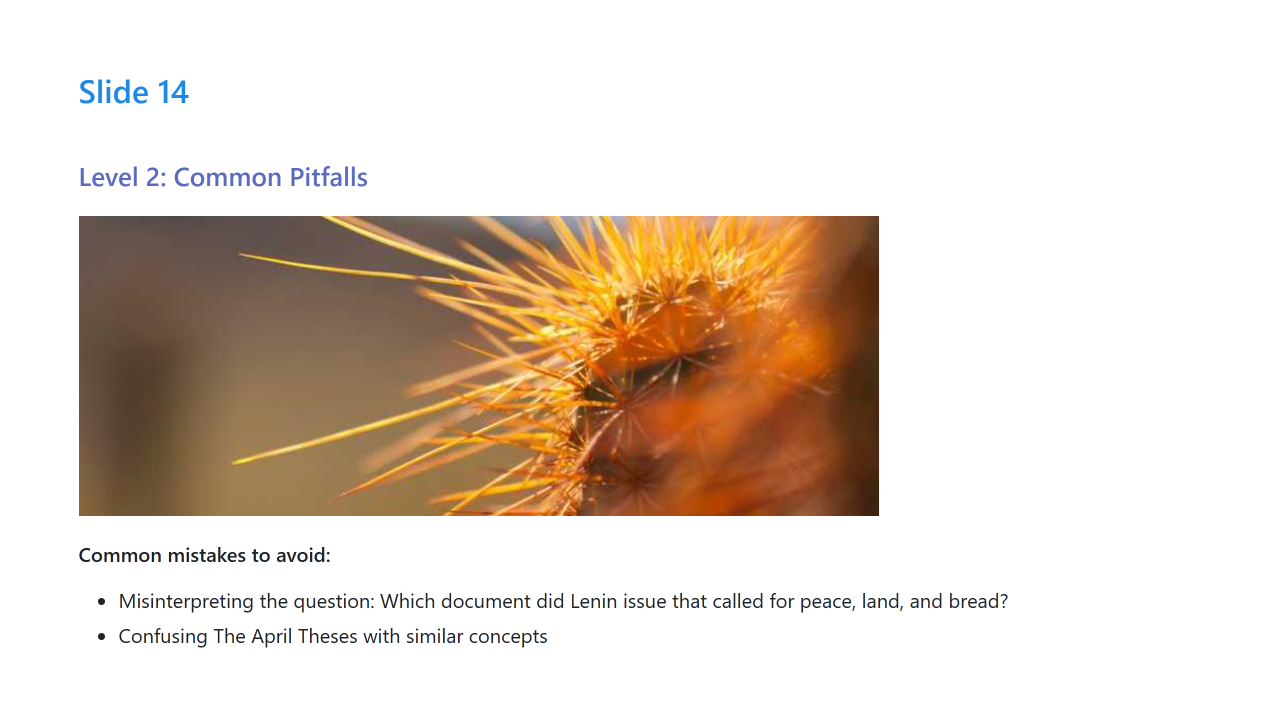 Slide 14
Level 2: Common Pitfalls
Common mistakes to avoid:
Misinterpreting the question: Which document did Lenin issue that called for peace, land, and bread?
Confusing The April Theses with similar concepts